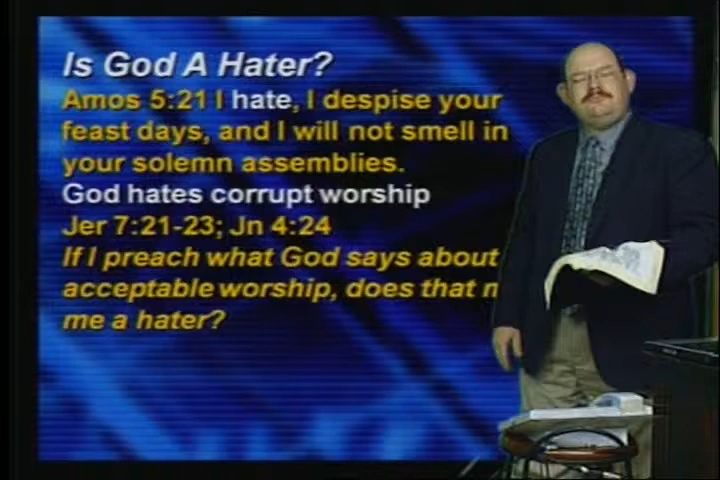 Is God A Hater?
Amos 5:21 I hate, I despise your
feast days, and I will not smell in
your solemn assemblies.
God hates corrupt worship
Jer 7:21-23; Jn 4:24
If I preach what God says about
acceptable worship, does that
me a hater?